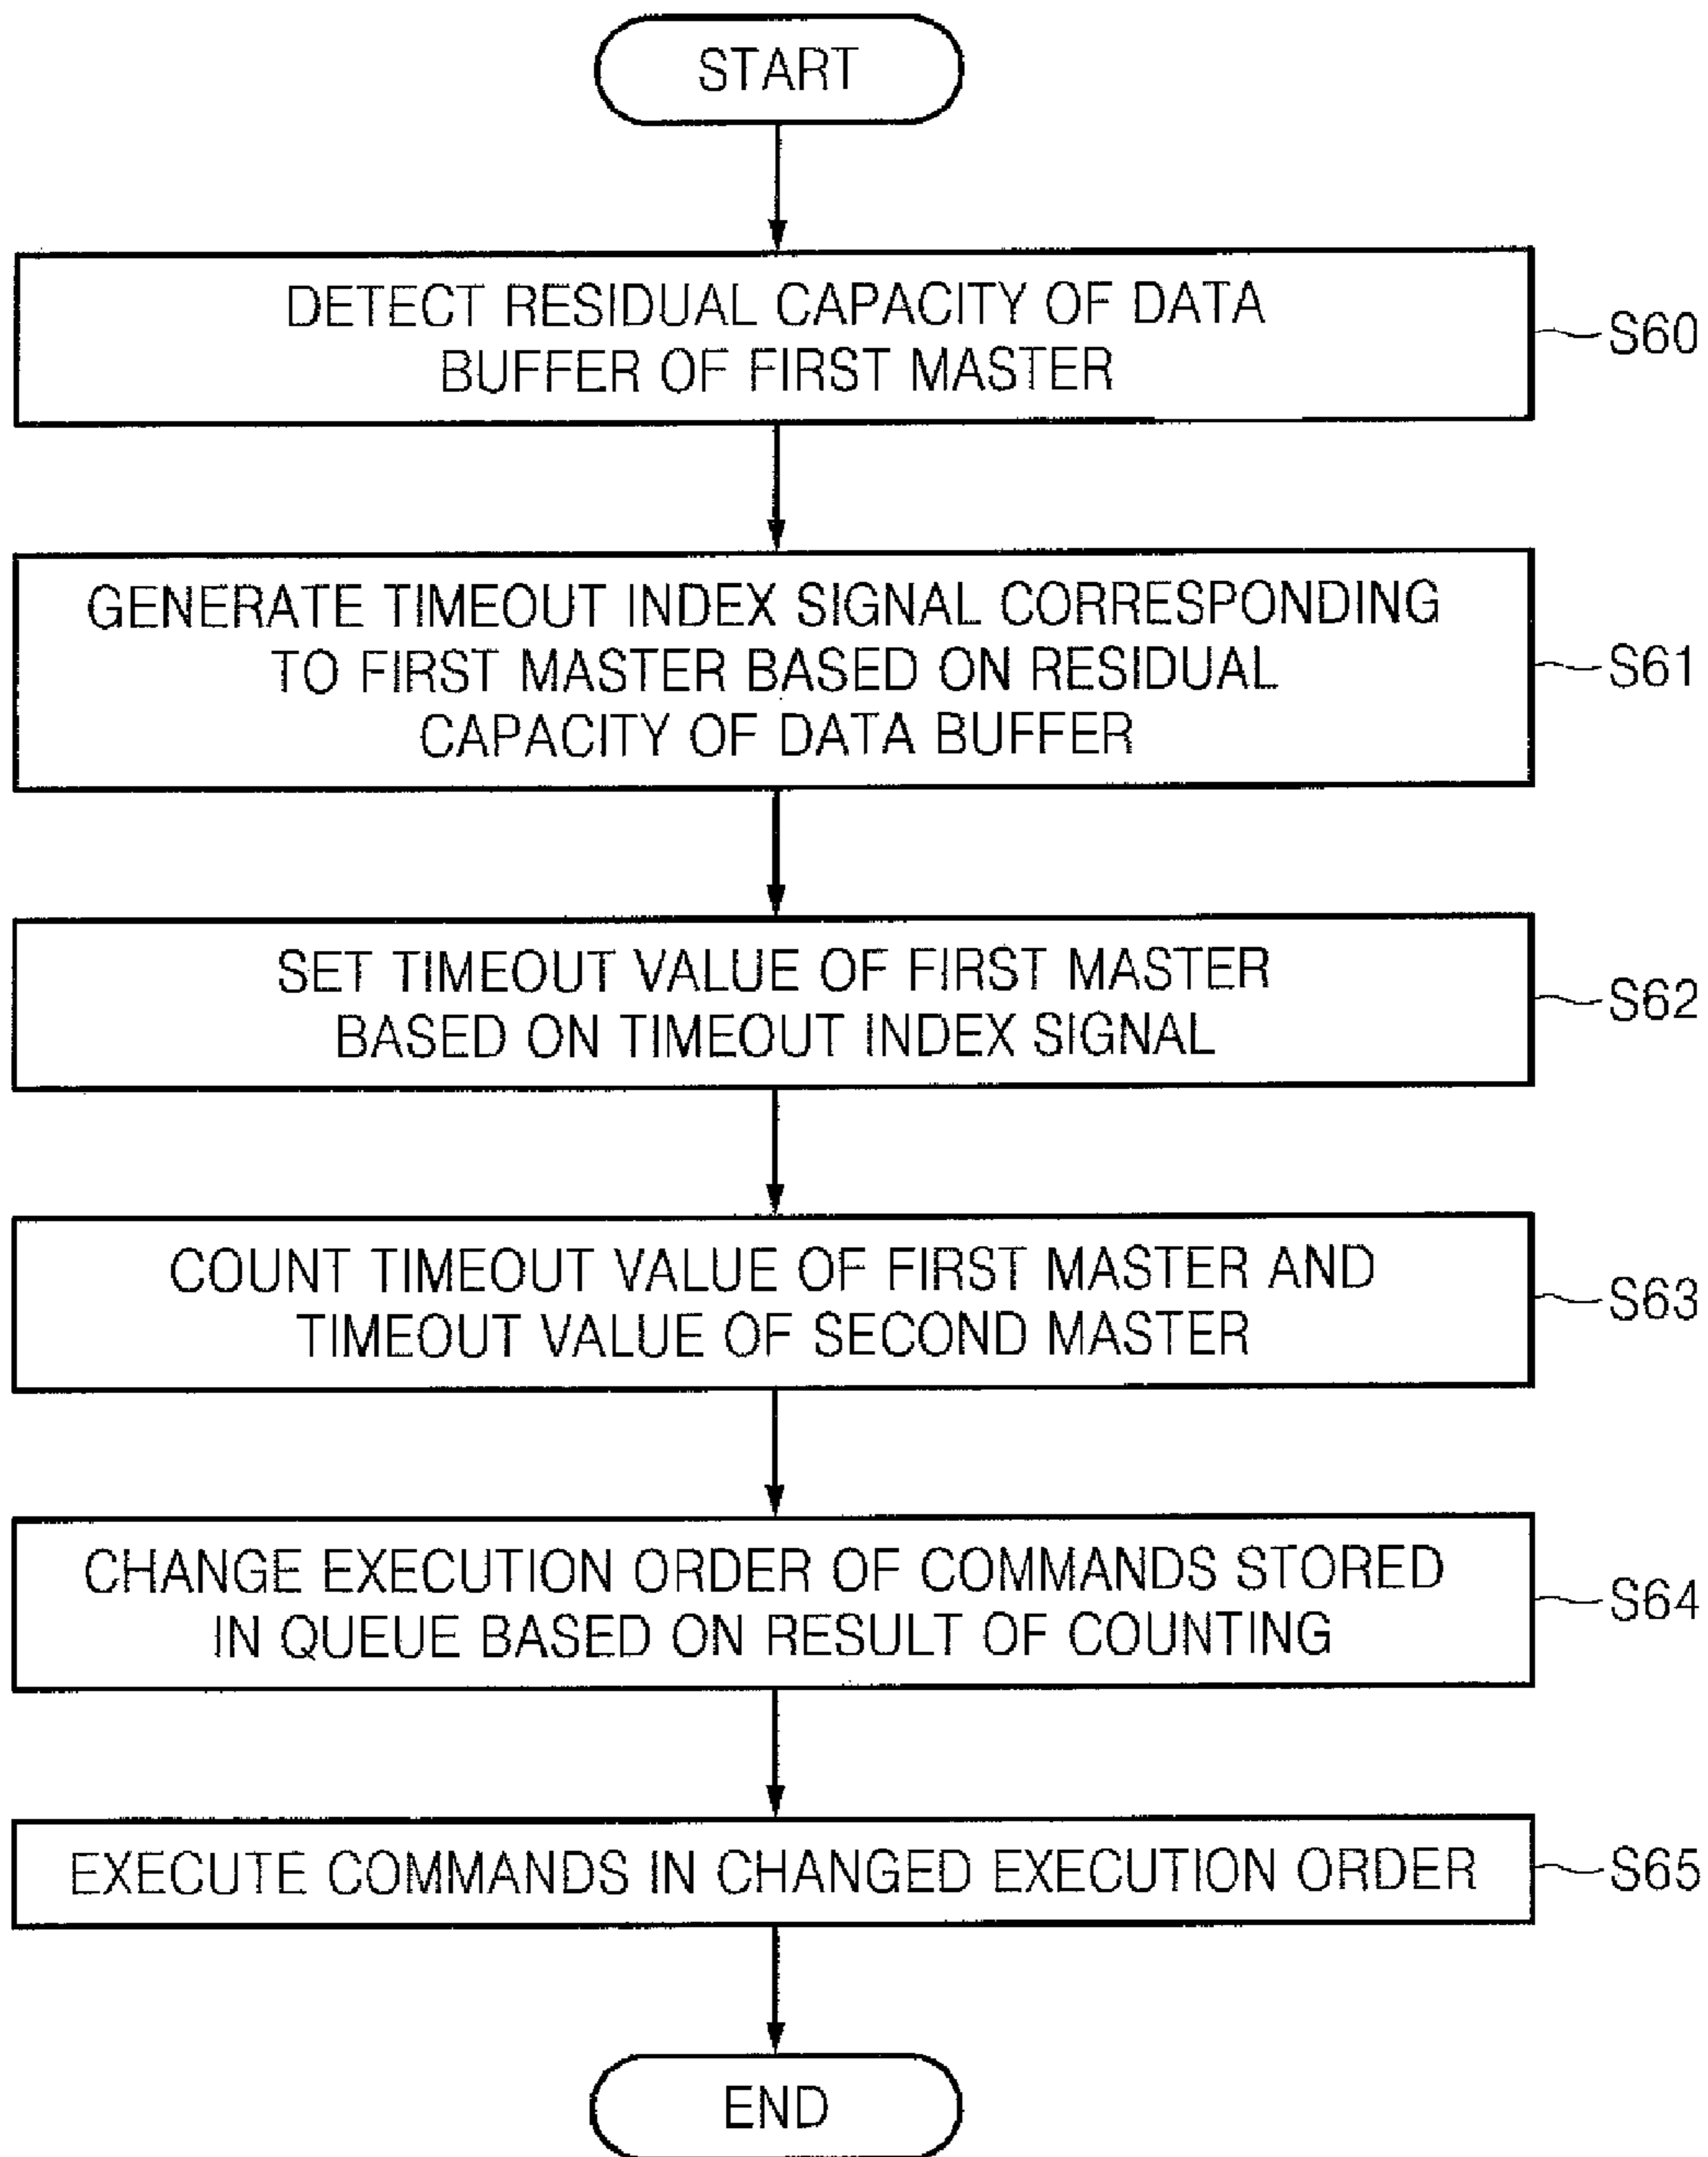 START
DETECT RESIDUAL CAPACITY OF DATA
BUFFER OF FIRST MASTER
S60
GENERATE TIMEOUT INDEX SIGNAL CORRESPONDING
TO FIRST MASTER BASED ON RESIDUAL
CAPACITY OF DATA BUFFER
S61
SET TIMEOUT VALUE OF FIRST MASTER
BASED ON TIMEOUT INDEX SIGNAL
S62
COUNT TIMEOUT VALUE OF FIRST MASTER AND
TIMEOUT VALUE OF SECOND MASTER
S63
CHANGE EXECUTION ORDER OF COMMANDS STORED
IN QUEUE BASED ON RESULT OF COUNTING
S64
EXECUTE COMMANDS IN CHANGED EXECUTION ORDER
S65
END